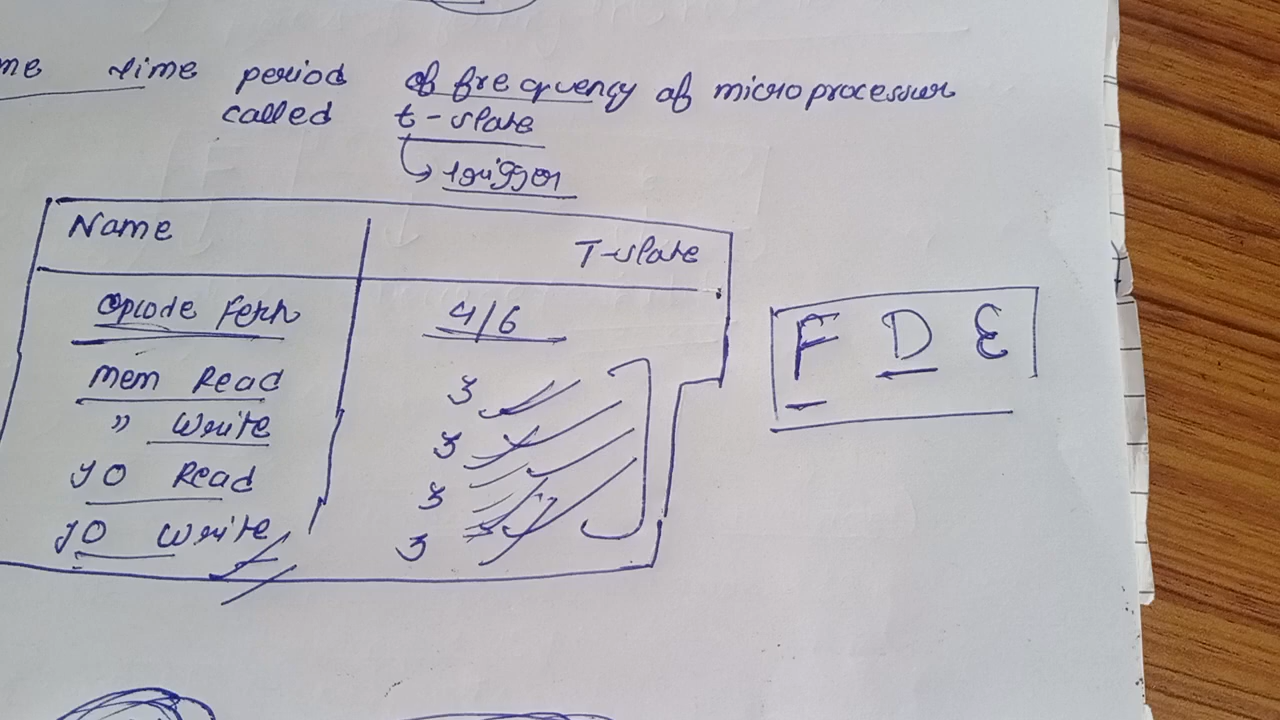 me time period of frequency of microprocessor
called t-state
↳ trigger
Name T-state
Opcode Fetch 4/6
Mem Read 3
" Write 3
IO Read 3
IO Write 3
F D E